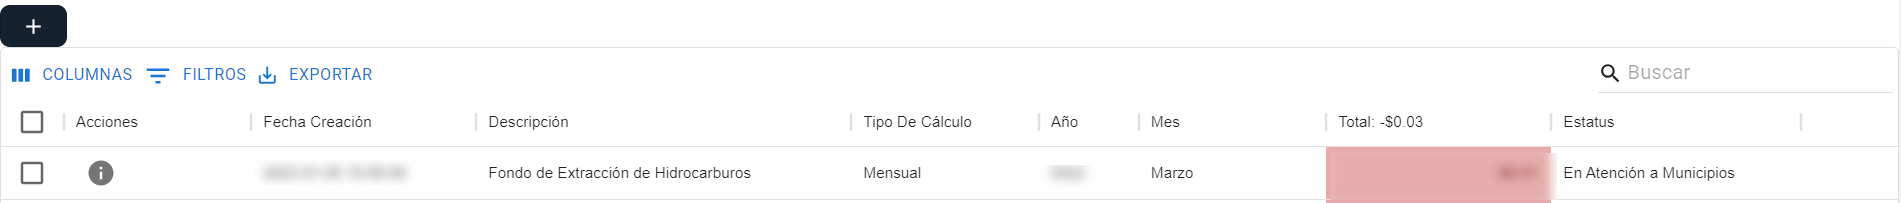 +
COLUMNAS FILTROS EXPORTAR Buscar
Acciones Fecha Creación Descripción Tipo De Cálculo Año Mes Total: -$0.03 Estatus
Fondo de Extracción de Hidrocarburos Mensual Marzo En Atención a Municipios